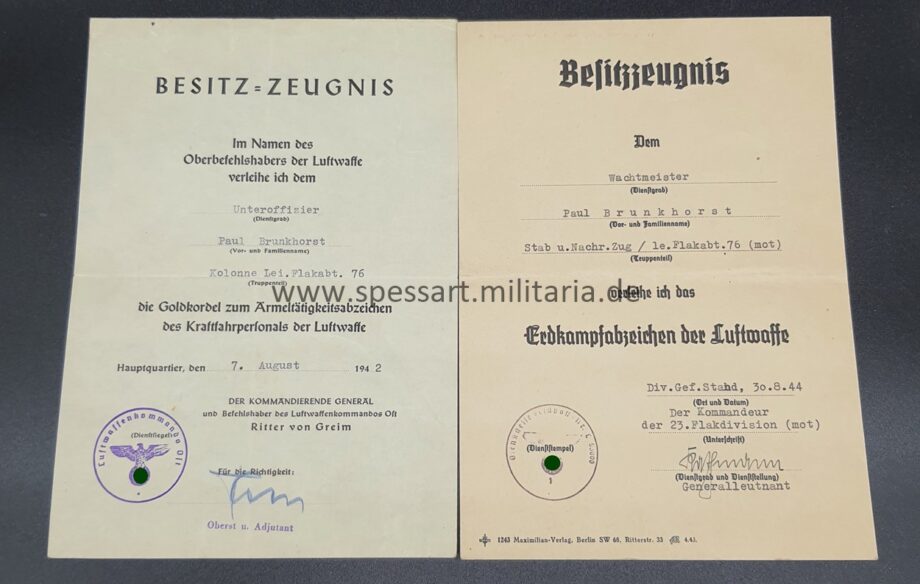 BESITZ=ZEUGNIS
Im Namen des
Oberbefehlshabers der Luftwaffe
verleihe ich dem
Unteroffizier
(Dienstgrad)
Paul Brunkhorst
(Vor- und Familienname)
Kolonne Lei.Flakabt. 76
(Truppenteil)
die Goldkordel zum Ärmeltätigkeitsabzeichen
des Kraftfahrpersonals der Luftwaffe
Hauptquartier, den 7. August 1942
DER KOMMANDIERENDE GENERAL
und Befehlshaber des Luftwaffenkommandos Ost
Ritter von Greim
Luftwaffenkommando Ost
(Dienstsiegel)
Für die Richtigkeit:
Oberst u. Adjutant
Besitzzeugnis
Dem
Wachtmeister
(Dienstgrad)
Paul Brunkhorst
(Vor- und Familienname)
Stab u.Nachr.Zug / le.Flakabt.76 (mot)
(Truppenteil)
verleihe ich das
Erdkampfabzeichen der Luftwaffe
Div.Gef.Stand, 30.8.44
(Ort und Datum)
Der Kommandeur
der 23.Flakdivision (mot)
(Unterschrift)
(Dienststempel)
(Dienstgrad und Dienststellung)
Generalleutnant
1243 Maximilian-Verlag, Berlin SW 68, Ritterstr. 33 4.43.
www.spessart.militaria.de